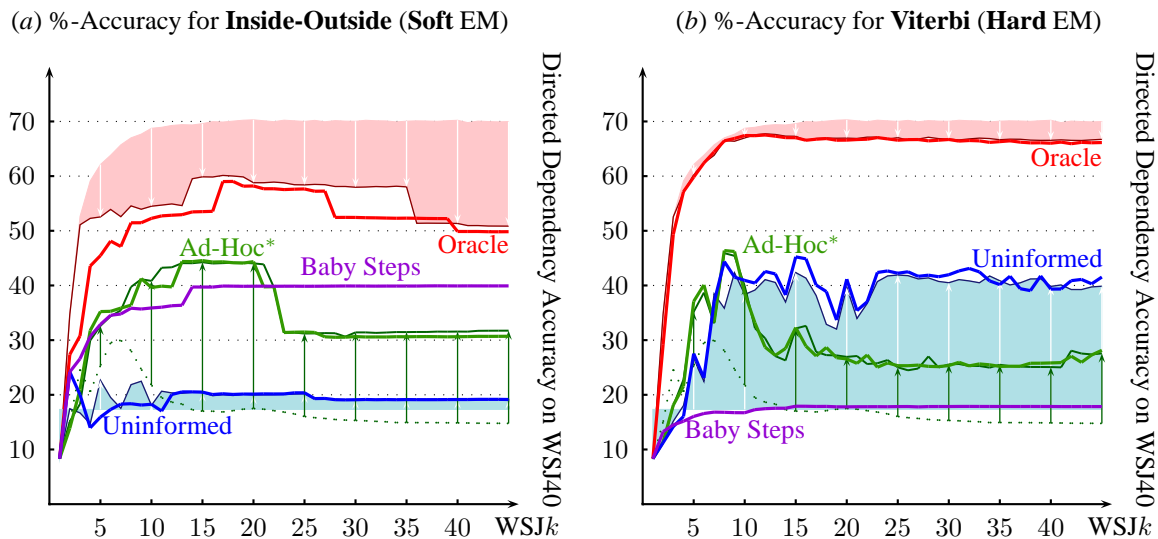 (a) %-Accuracy for Inside-Outside (Soft EM)
70
60
50
40
30
20
10
5 10 15 20 25 30 35 40 WSJk
Oracle
Ad-Hoc*
Baby Steps
Uninformed
Directed Dependency Accuracy on WSJ40
(b) %-Accuracy for Viterbi (Hard EM)
70
60
50
40
30
20
10
5 10 15 20 25 30 35 40 WSJk
Oracle
Ad-Hoc*
Uninformed
Baby Steps
Directed Dependency Accuracy on WSJ40